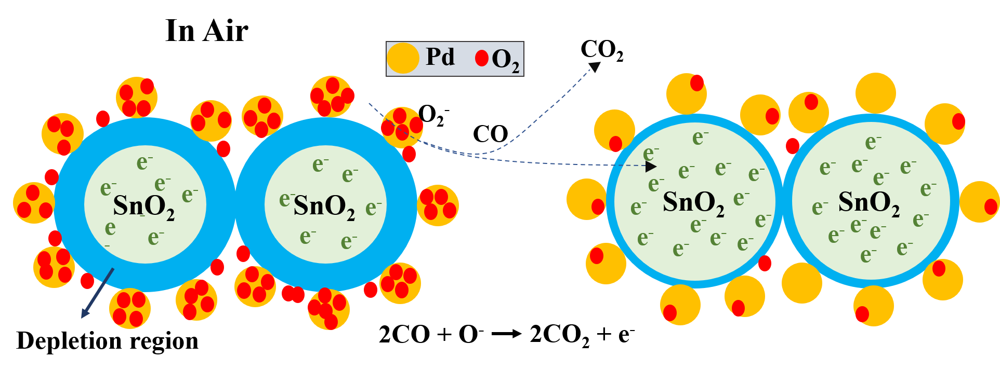 In Air
Pd O₂
CO₂
O₂⁻
CO
e⁻ e⁻ e⁻ e⁻ e⁻ e⁻
SnO₂
e⁻ e⁻ e⁻ e⁻ e⁻ e⁻
SnO₂
e⁻ e⁻ e⁻ e⁻ e⁻ e⁻ e⁻ e⁻ e⁻ e⁻ e⁻ e⁻ e⁻ e⁻
SnO₂
e⁻ e⁻ e⁻ e⁻ e⁻ e⁻ e⁻ e⁻ e⁻ e⁻ e⁻ e⁻
SnO₂
Depletion region
2CO + O⁻ → 2CO₂ + e⁻